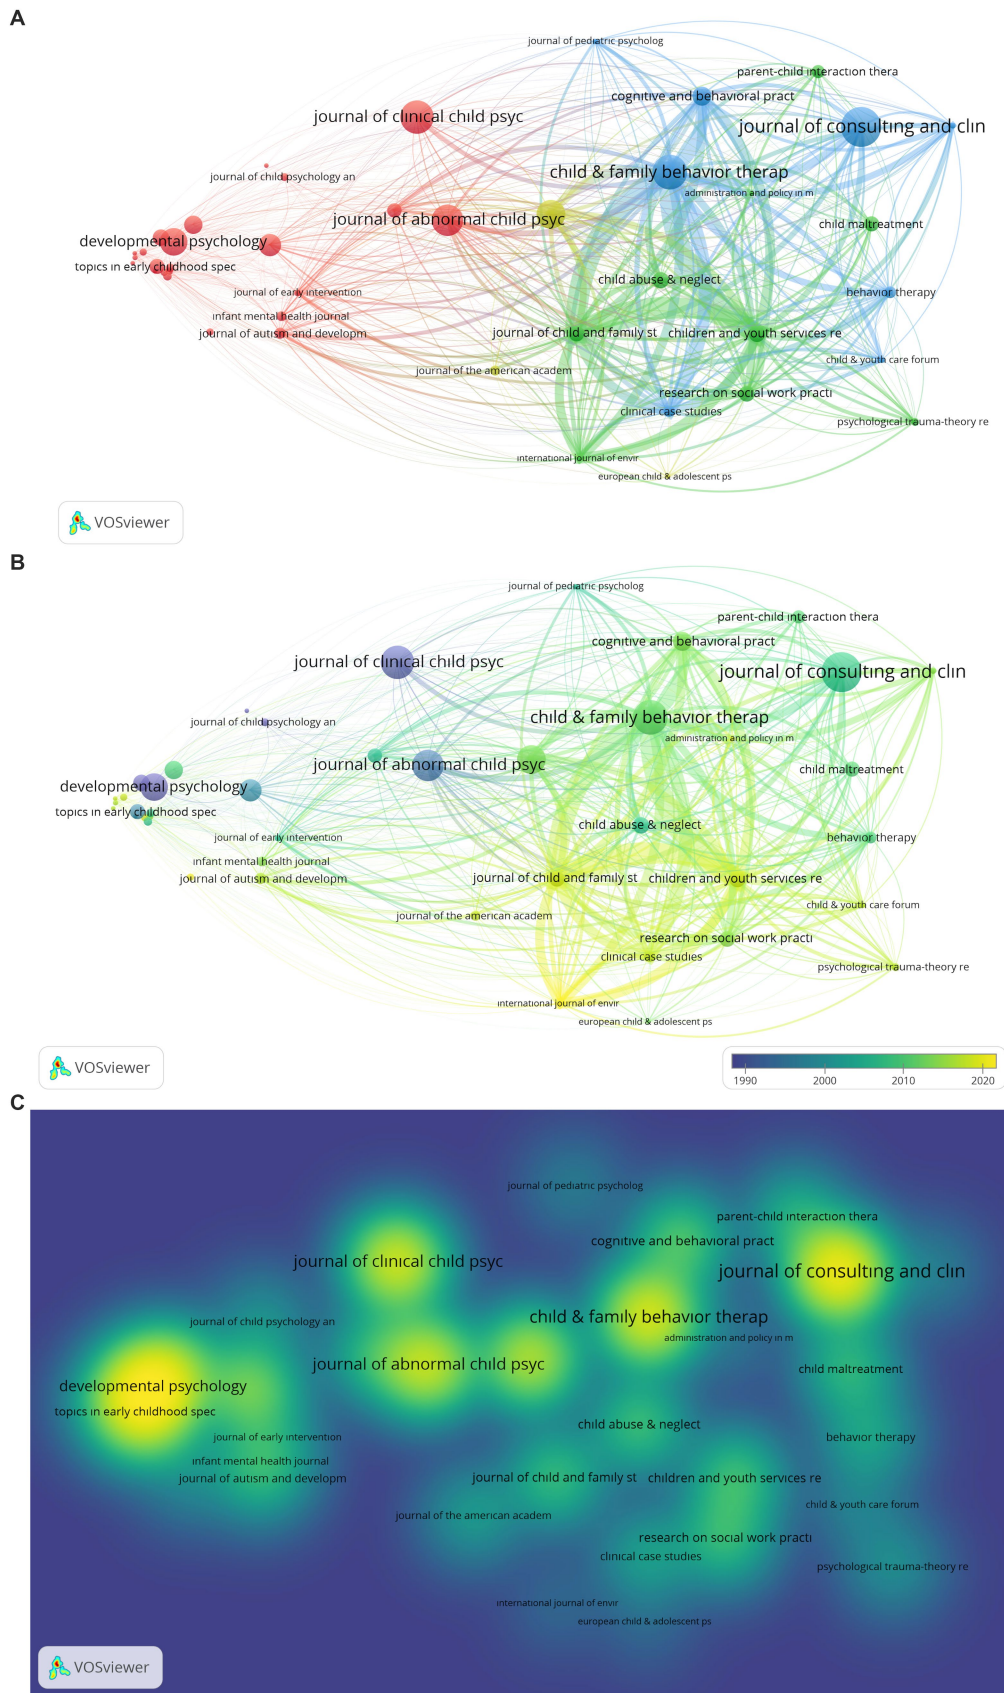 A
journal of pediatric psycholog
parent-child interaction thera
cognitive and behavioral pract
journal of clinical child psyc
journal of consulting and clin
child & family behavior therap
journal of child psychology an
administration and policy in m
journal of abnormal child psyc
child maltreatment
developmental psychology
topics in early childhood spec
child abuse & neglect
journal of early intervention
behavior therapy
infant mental health journal
journal of autism and developm
journal of child and family st
children and youth services re
child & youth care forum
journal of the american academ
research on social work practi
clinical case studies
psychological trauma-theory re
international journal of envir
european child & adolescent ps
VOSviewer
B
journal of pediatric psycholog
parent-child interaction thera
cognitive and behavioral pract
journal of clinical child psyc
journal of consulting and clin
child & family behavior therap
journal of child psychology an
administration and policy in m
journal of abnormal child psyc
child maltreatment
developmental psychology
topics in early childhood spec
child abuse & neglect
journal of early intervention
behavior therapy
infant mental health journal
journal of autism and developm
journal of child and family st
children and youth services re
child & youth care forum
journal of the american academ
research on social work practi
clinical case studies
psychological trauma-theory re
international journal of envir
european child & adolescent ps
VOSviewer
1990 2000 2010 2020
C
journal of pediatric psycholog
parent-child interaction thera
cognitive and behavioral pract
journal of clinical child psyc
journal of consulting and clin
child & family behavior therap
journal of child psychology an
administration and policy in m
journal of abnormal child psyc
child maltreatment
developmental psychology
topics in early childhood spec
child abuse & neglect
journal of early intervention
behavior therapy
infant mental health journal
journal of autism and developm
journal of child and family st
children and youth services re
child & youth care forum
journal of the american academ
research on social work practi
clinical case studies
psychological trauma-theory re
international journal of envir
european child & adolescent ps
VOSviewer